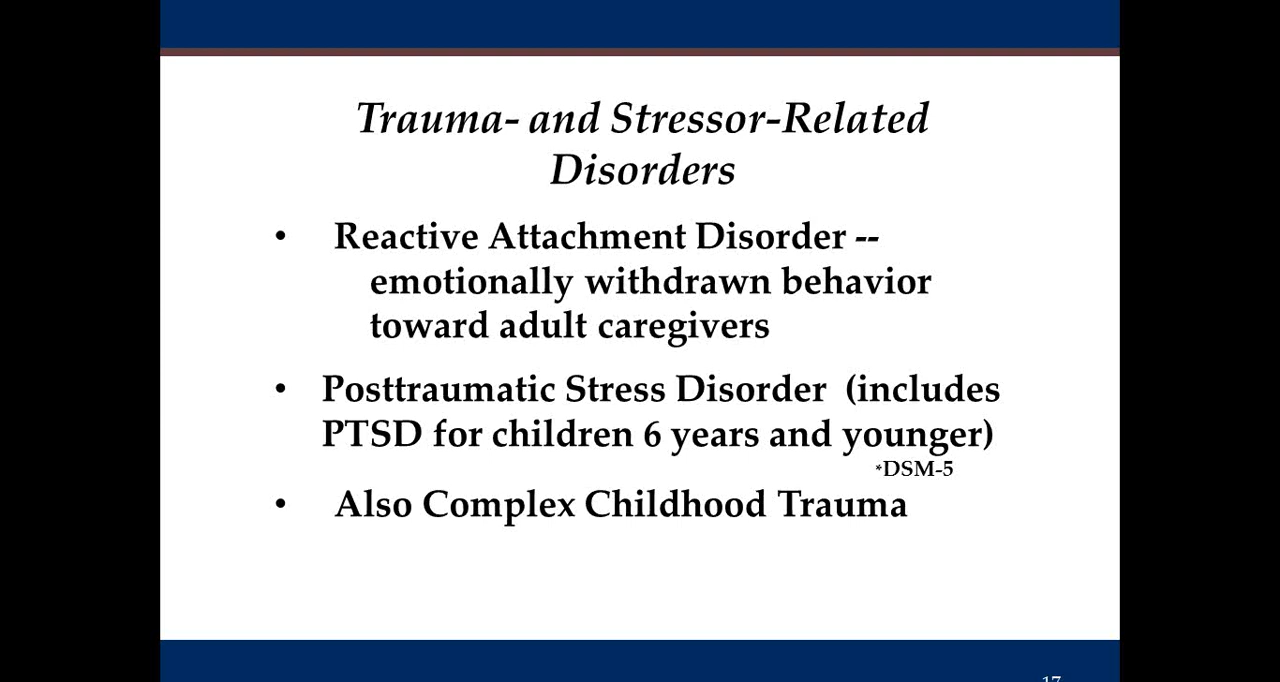 Trauma- and Stressor-Related
Disorders
• Reactive Attachment Disorder --
emotionally withdrawn behavior
toward adult caregivers
• Posttraumatic Stress Disorder (includes
PTSD for children 6 years and younger)
*DSM-5
• Also Complex Childhood Trauma
17